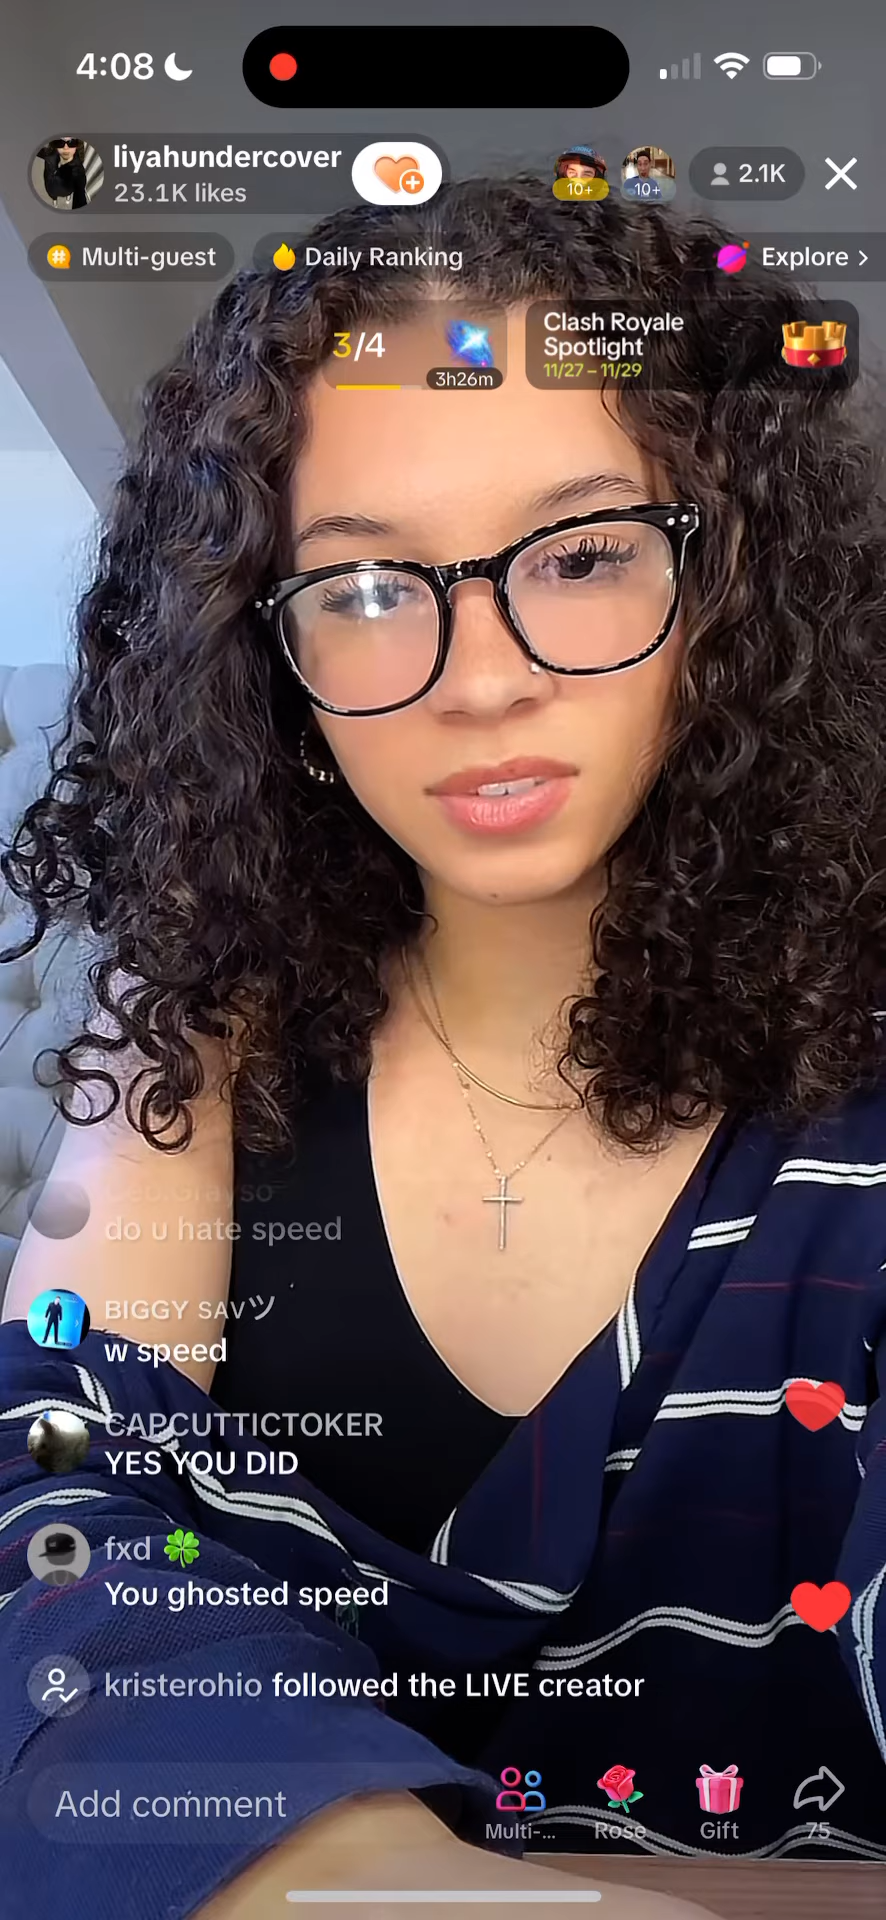 4:08
liyahundercover
23.1K likes
10+
10+
2.1K
Multi-guest
Daily Ranking
Explore >
3/4
3h26m
Clash Royale
Spotlight
11/27 – 11/29
do u hate speed
BIGGY SAVツ
w speed
CAPCUTTICTOKER
YES YOU DID
fxd 🍀
You ghosted speed
kristerohio followed the LIVE creator
Add comment
Multi-...
Rose
Gift
75